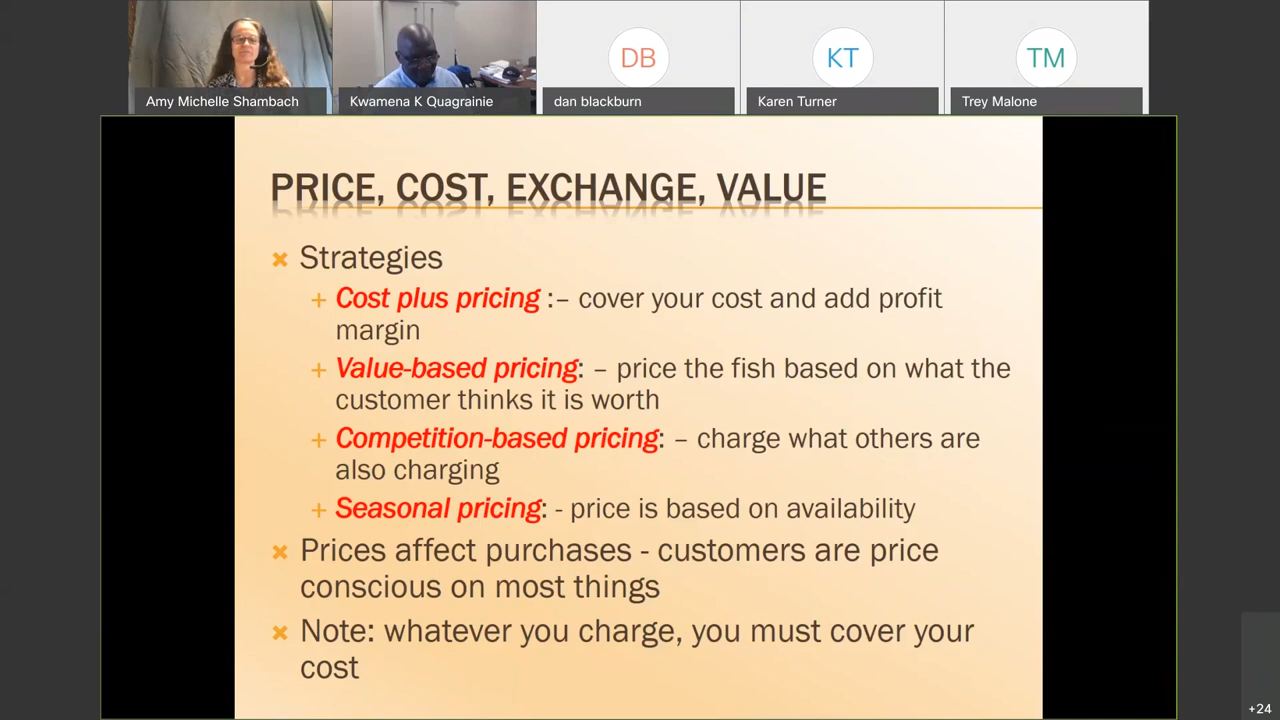 DB
KT
TM
Amy Michelle Shambach
Kwamena K Quagrainie
dan blackburn
Karen Turner
Trey Malone
PRICE, COST, EXCHANGE, VALUE
Strategies
Cost plus pricing :– cover your cost and add profit
margin
Value-based pricing: – price the fish based on what the
customer thinks it is worth
Competition-based pricing: – charge what others are
also charging
Seasonal pricing: - price is based on availability
Prices affect purchases - customers are price
conscious on most things
Note: whatever you charge, you must cover your
cost
+24